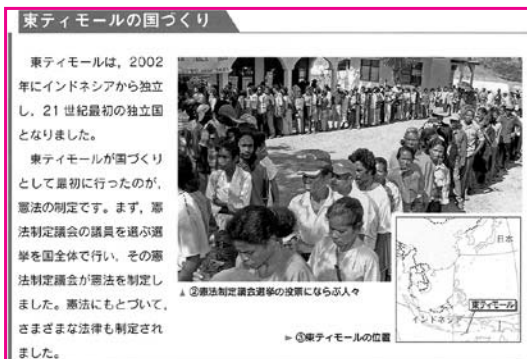 東ティモールの国づくり
東ティモールは，2002
年にインドネシアから独立
し，21世紀最初の独立国
となりました。
東ティモールが国づくり
として最初に行ったのが，
憲法の制定です。まず，憲
法制定議会の議員を選ぶ選
挙を国全体で行い，その憲
法制定議会が憲法を制定し
ました。憲法にもとづいて，
さまざまな法律も制定され
ました。
▲ ②憲法制定議会選挙の投票にならぶ人々
日本
東ティモール
インドネシア
▶ ③東ティモールの位置